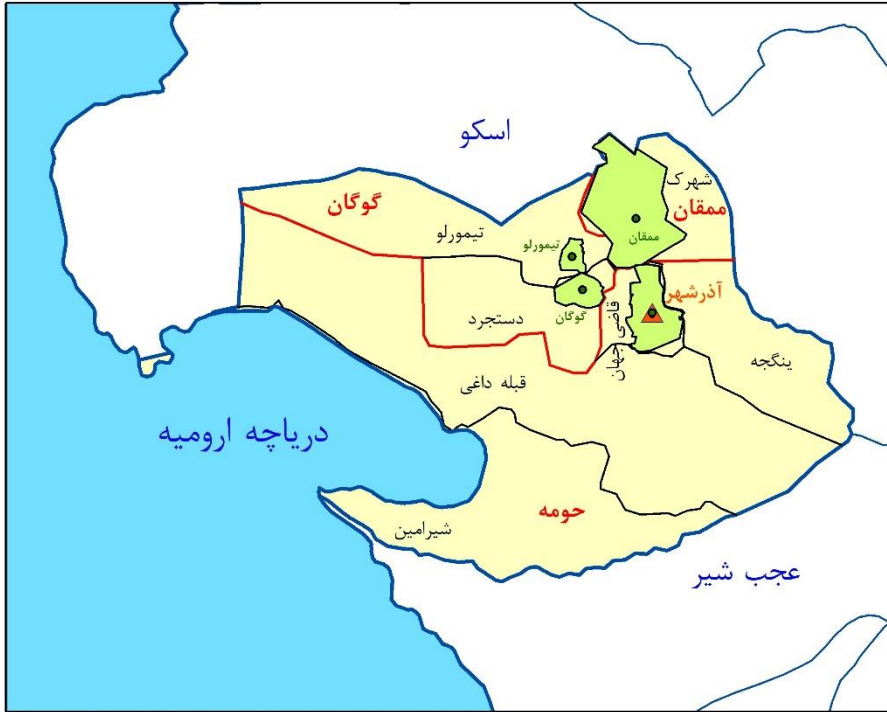 اسکو
شهرک
ممقان
گوگان
تیمورلو
ممقان
تیمورلو
آذرشهر
گوگان
دستجرد
قاضی جهان
ینگجه
قبله داغی
دریاچه ارومیه
حومه
شیرامین
عجب شیر